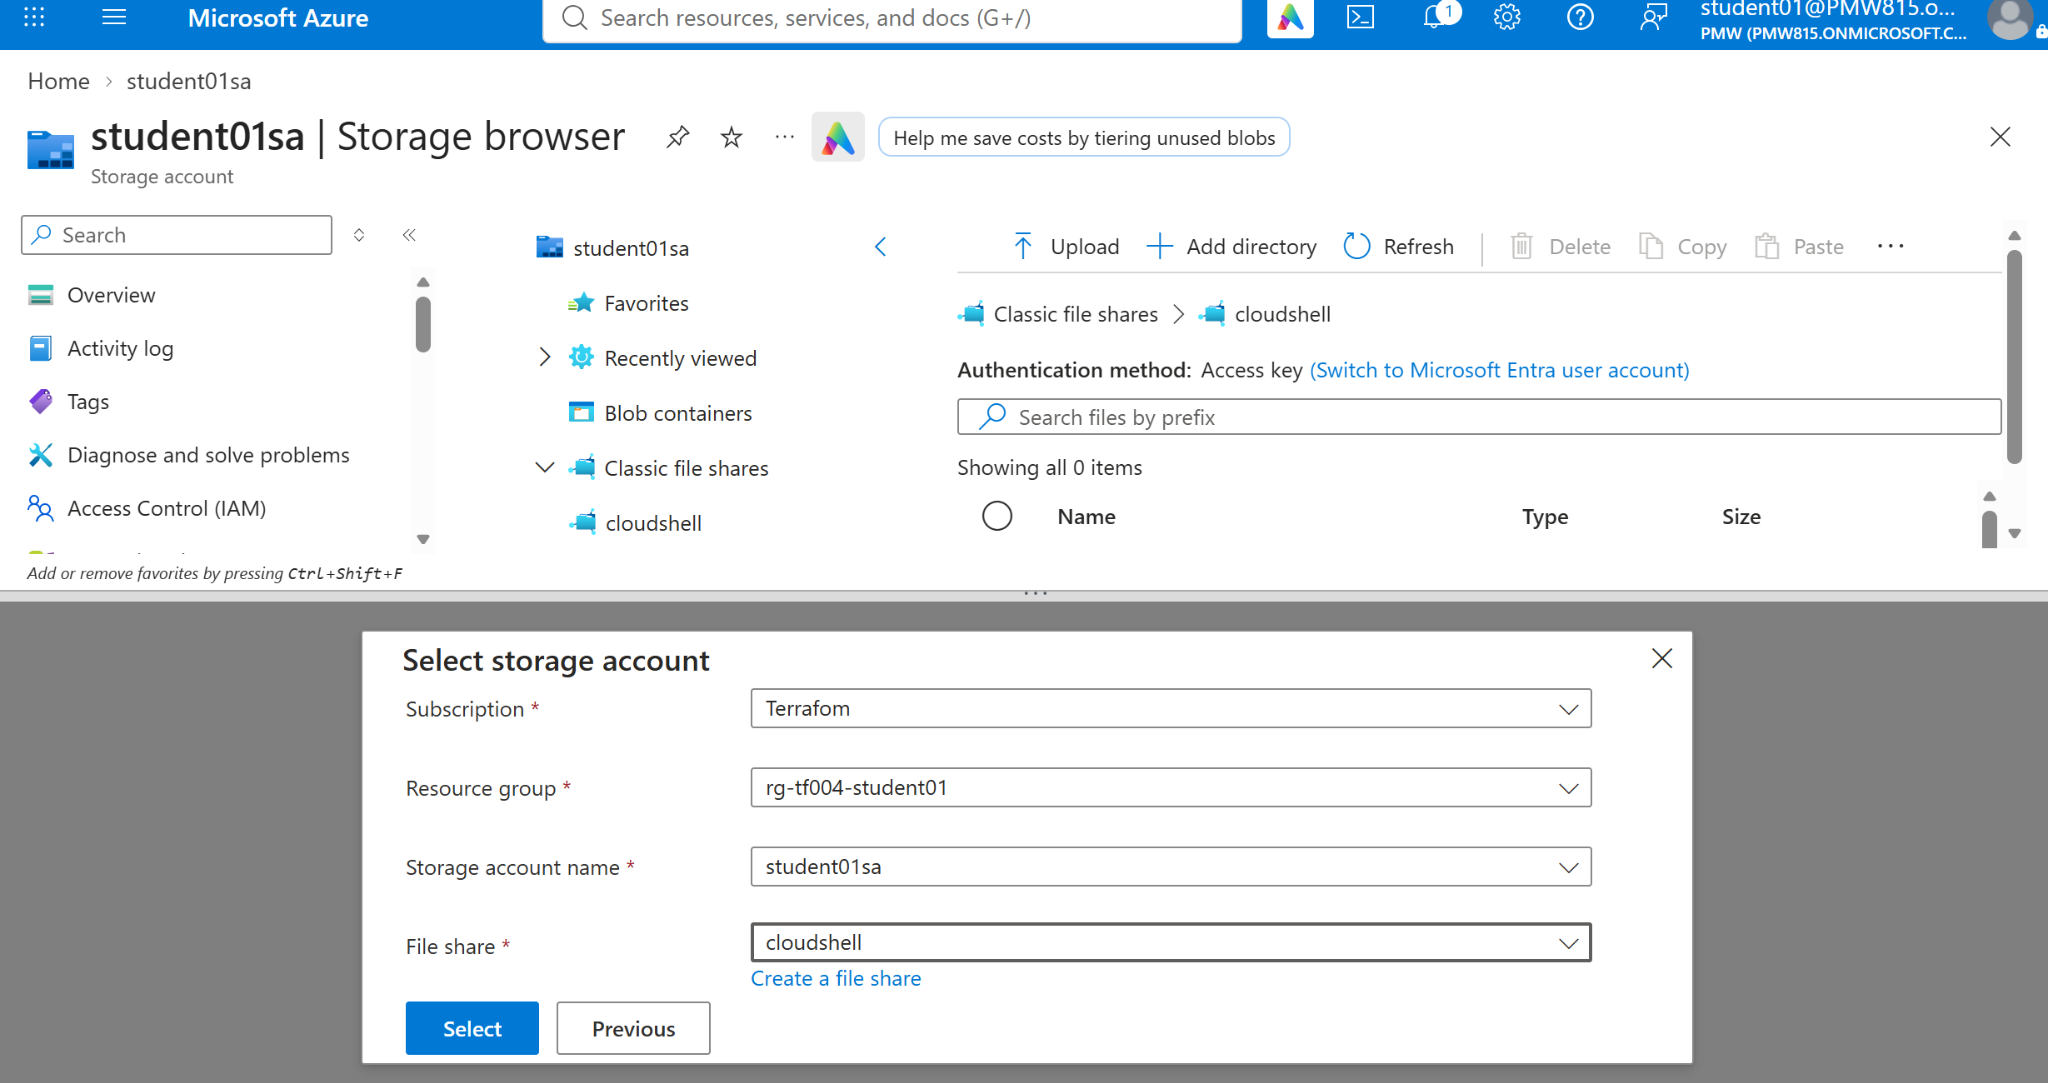 Microsoft Azure
Search resources, services, and docs (G+/)
1
student01@PMW815.o...
PMW (PMW815.ONMICROSOFT.C...
Home > student01sa
student01sa | Storage browser
Storage account
Help me save costs by tiering unused blobs
Search
Overview
Activity log
Tags
Diagnose and solve problems
Access Control (IAM)
Add or remove favorites by pressing Ctrl+Shift+F
student01sa
Favorites
Recently viewed
Blob containers
Classic file shares
cloudshell
Upload
Add directory
Refresh
Delete
Copy
Paste
Classic file shares > cloudshell
Authentication method: Access key (Switch to Microsoft Entra user account)
Search files by prefix
Showing all 0 items
Name Type Size
Select storage account
Subscription *
Terrafom
Resource group *
rg-tf004-student01
Storage account name *
student01sa
File share *
cloudshell
Create a file share
Select
Previous